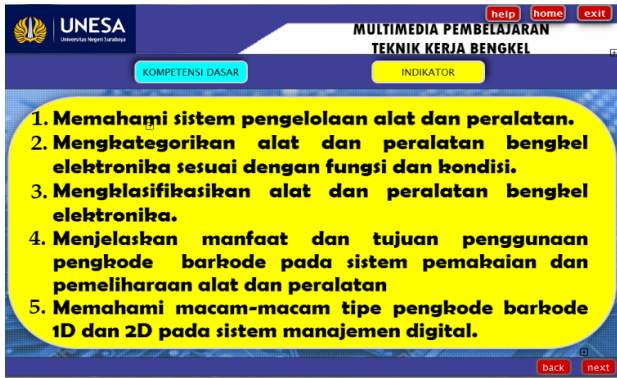 UNESA
Universitas Negeri Surabaya
help home exit
MULTIMEDIA PEMBELAJARAN
TEKNIK KERJA BENGKEL
KOMPETENSI DASAR
INDIKATOR
1. Memahami sistem pengelolaan alat dan peralatan.
2. Mengkategorikan alat dan peralatan bengkel
elektronika sesuai dengan fungsi dan kondisi.
3. Mengklasifikasikan alat dan peralatan bengkel
elektronika.
4. Menjelaskan manfaat dan tujuan penggunaan
pengkode barkode pada sistem pemakaian dan
pemeliharaan alat dan peralatan
5. Memahami macam-macam tipe pengkode barkode
1D dan 2D pada sistem manajemen digital.
back next